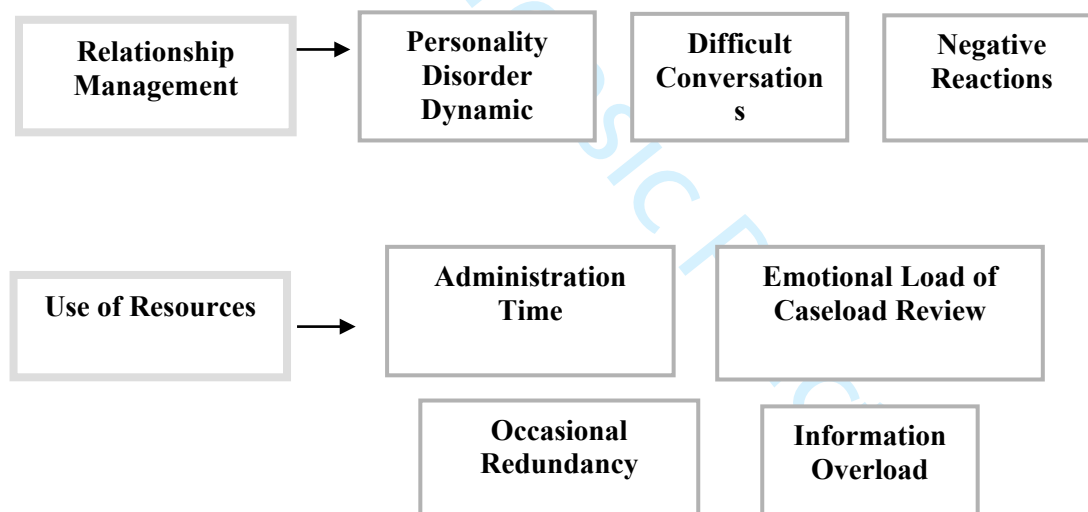 Relationship
Management
Personality
Disorder
Dynamic
Difficult
Conversation
s
Negative
Reactions
Use of Resources
Administration
Time
Emotional Load of
Caseload Review
Occasional
Redundancy
Information
Overload